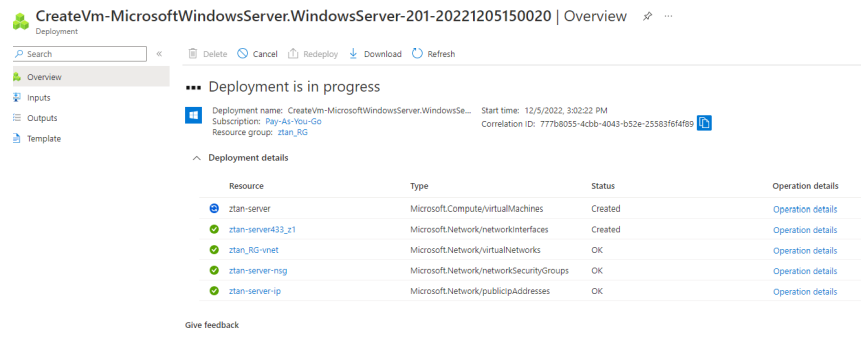 CreateVm-MicrosoftWindowsServer.WindowsServer-201-20221205150020 | Overview
Deployment
Search
Delete Cancel Redeploy Download Refresh
Overview
Inputs
Outputs
Template
Deployment is in progress
Deployment name: CreateVm-MicrosoftWindowsServer.WindowsSe... Start time: 12/5/2022, 3:02:22 PM
Subscription: Pay-As-You-Go Correlation ID: 777b8055-4cbb-4043-b52e-25583f6f4f89
Resource group: ztan_RG
Deployment details
Resource Type Status Operation details
ztan-server Microsoft.Compute/virtualMachines Created Operation details
ztan-server433_z1 Microsoft.Network/networkInterfaces Created Operation details
ztan_RG-vnet Microsoft.Network/virtualNetworks OK Operation details
ztan-server-nsg Microsoft.Network/networkSecurityGroups OK Operation details
ztan-server-ip Microsoft.Network/publicIpAddresses OK Operation details
Give feedback